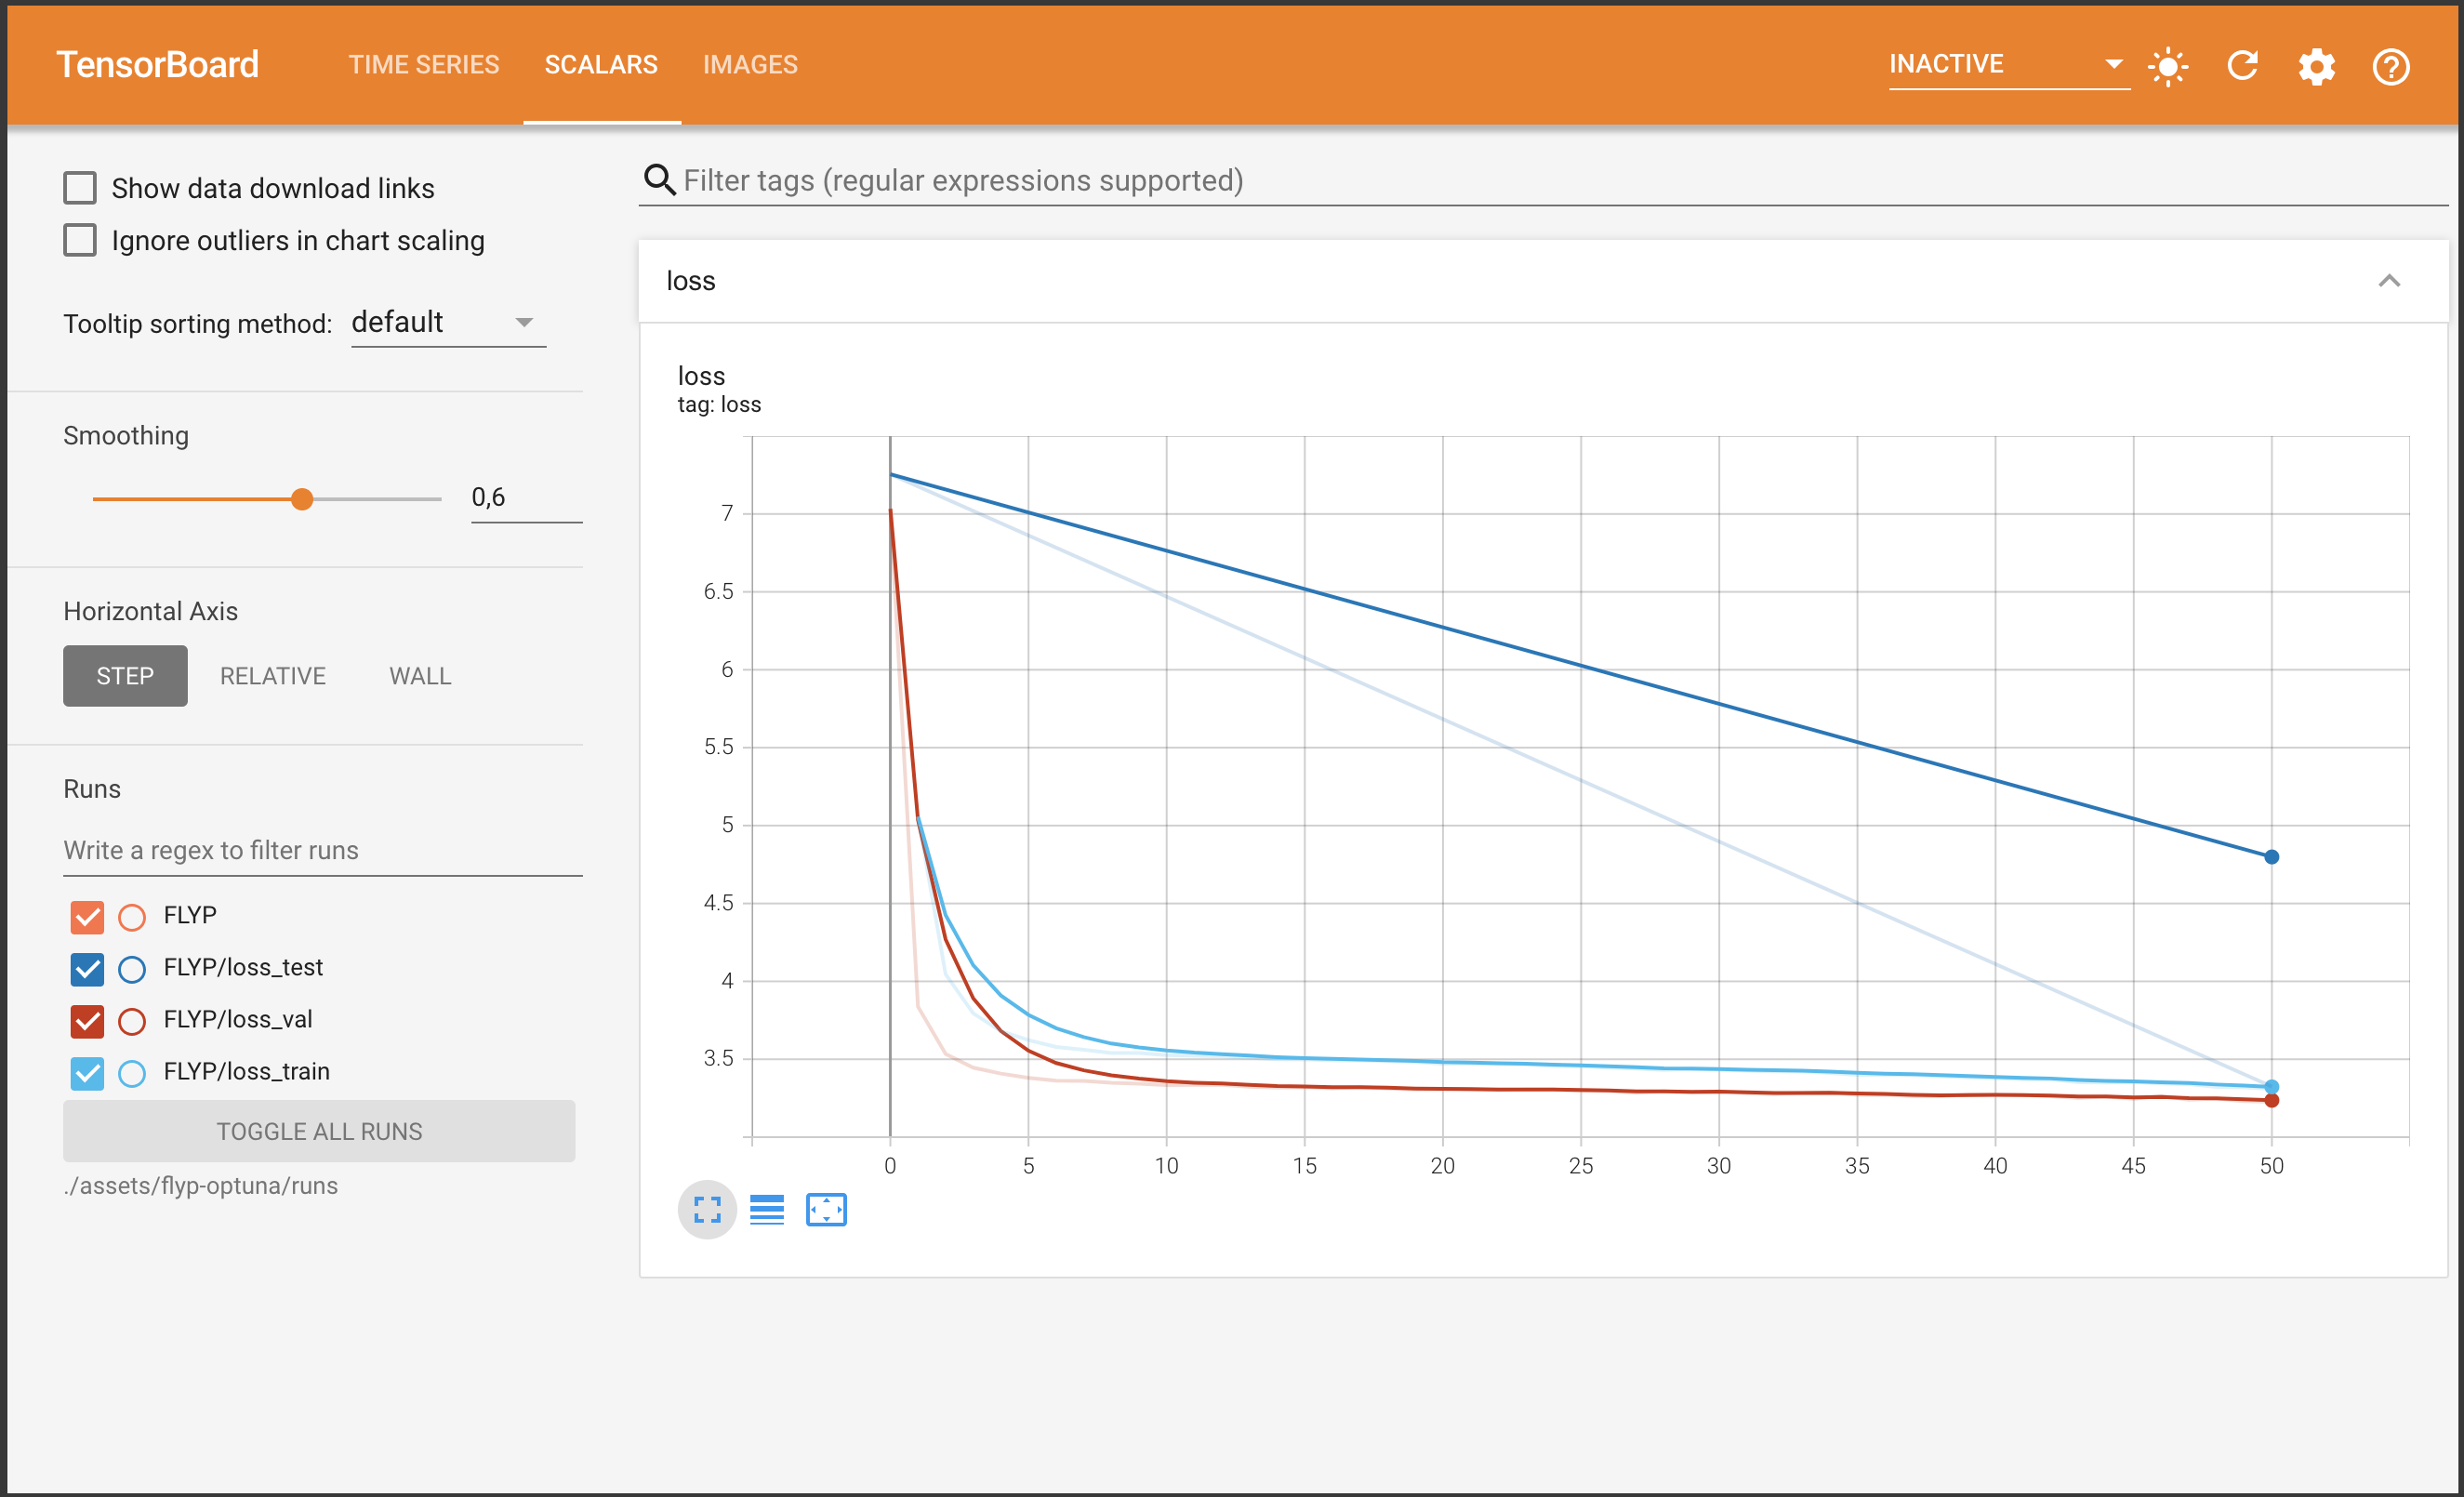 TensorBoard TIME SERIES SCALARS IMAGES INACTIVE
Show data download links
Ignore outliers in chart scaling
Tooltip sorting method: default
Smoothing
0,6
Horizontal Axis
STEP RELATIVE WALL
Runs
Write a regex to filter runs
FLYP
FLYP/loss_test
FLYP/loss_val
FLYP/loss_train
TOGGLE ALL RUNS
./assets/flyp-optuna/runs
Filter tags (regular expressions supported)
loss
loss
tag: loss
7
6.5
6
5.5
5
4.5
4
3.5
0 5 10 15 20 25 30 35 40 45 50